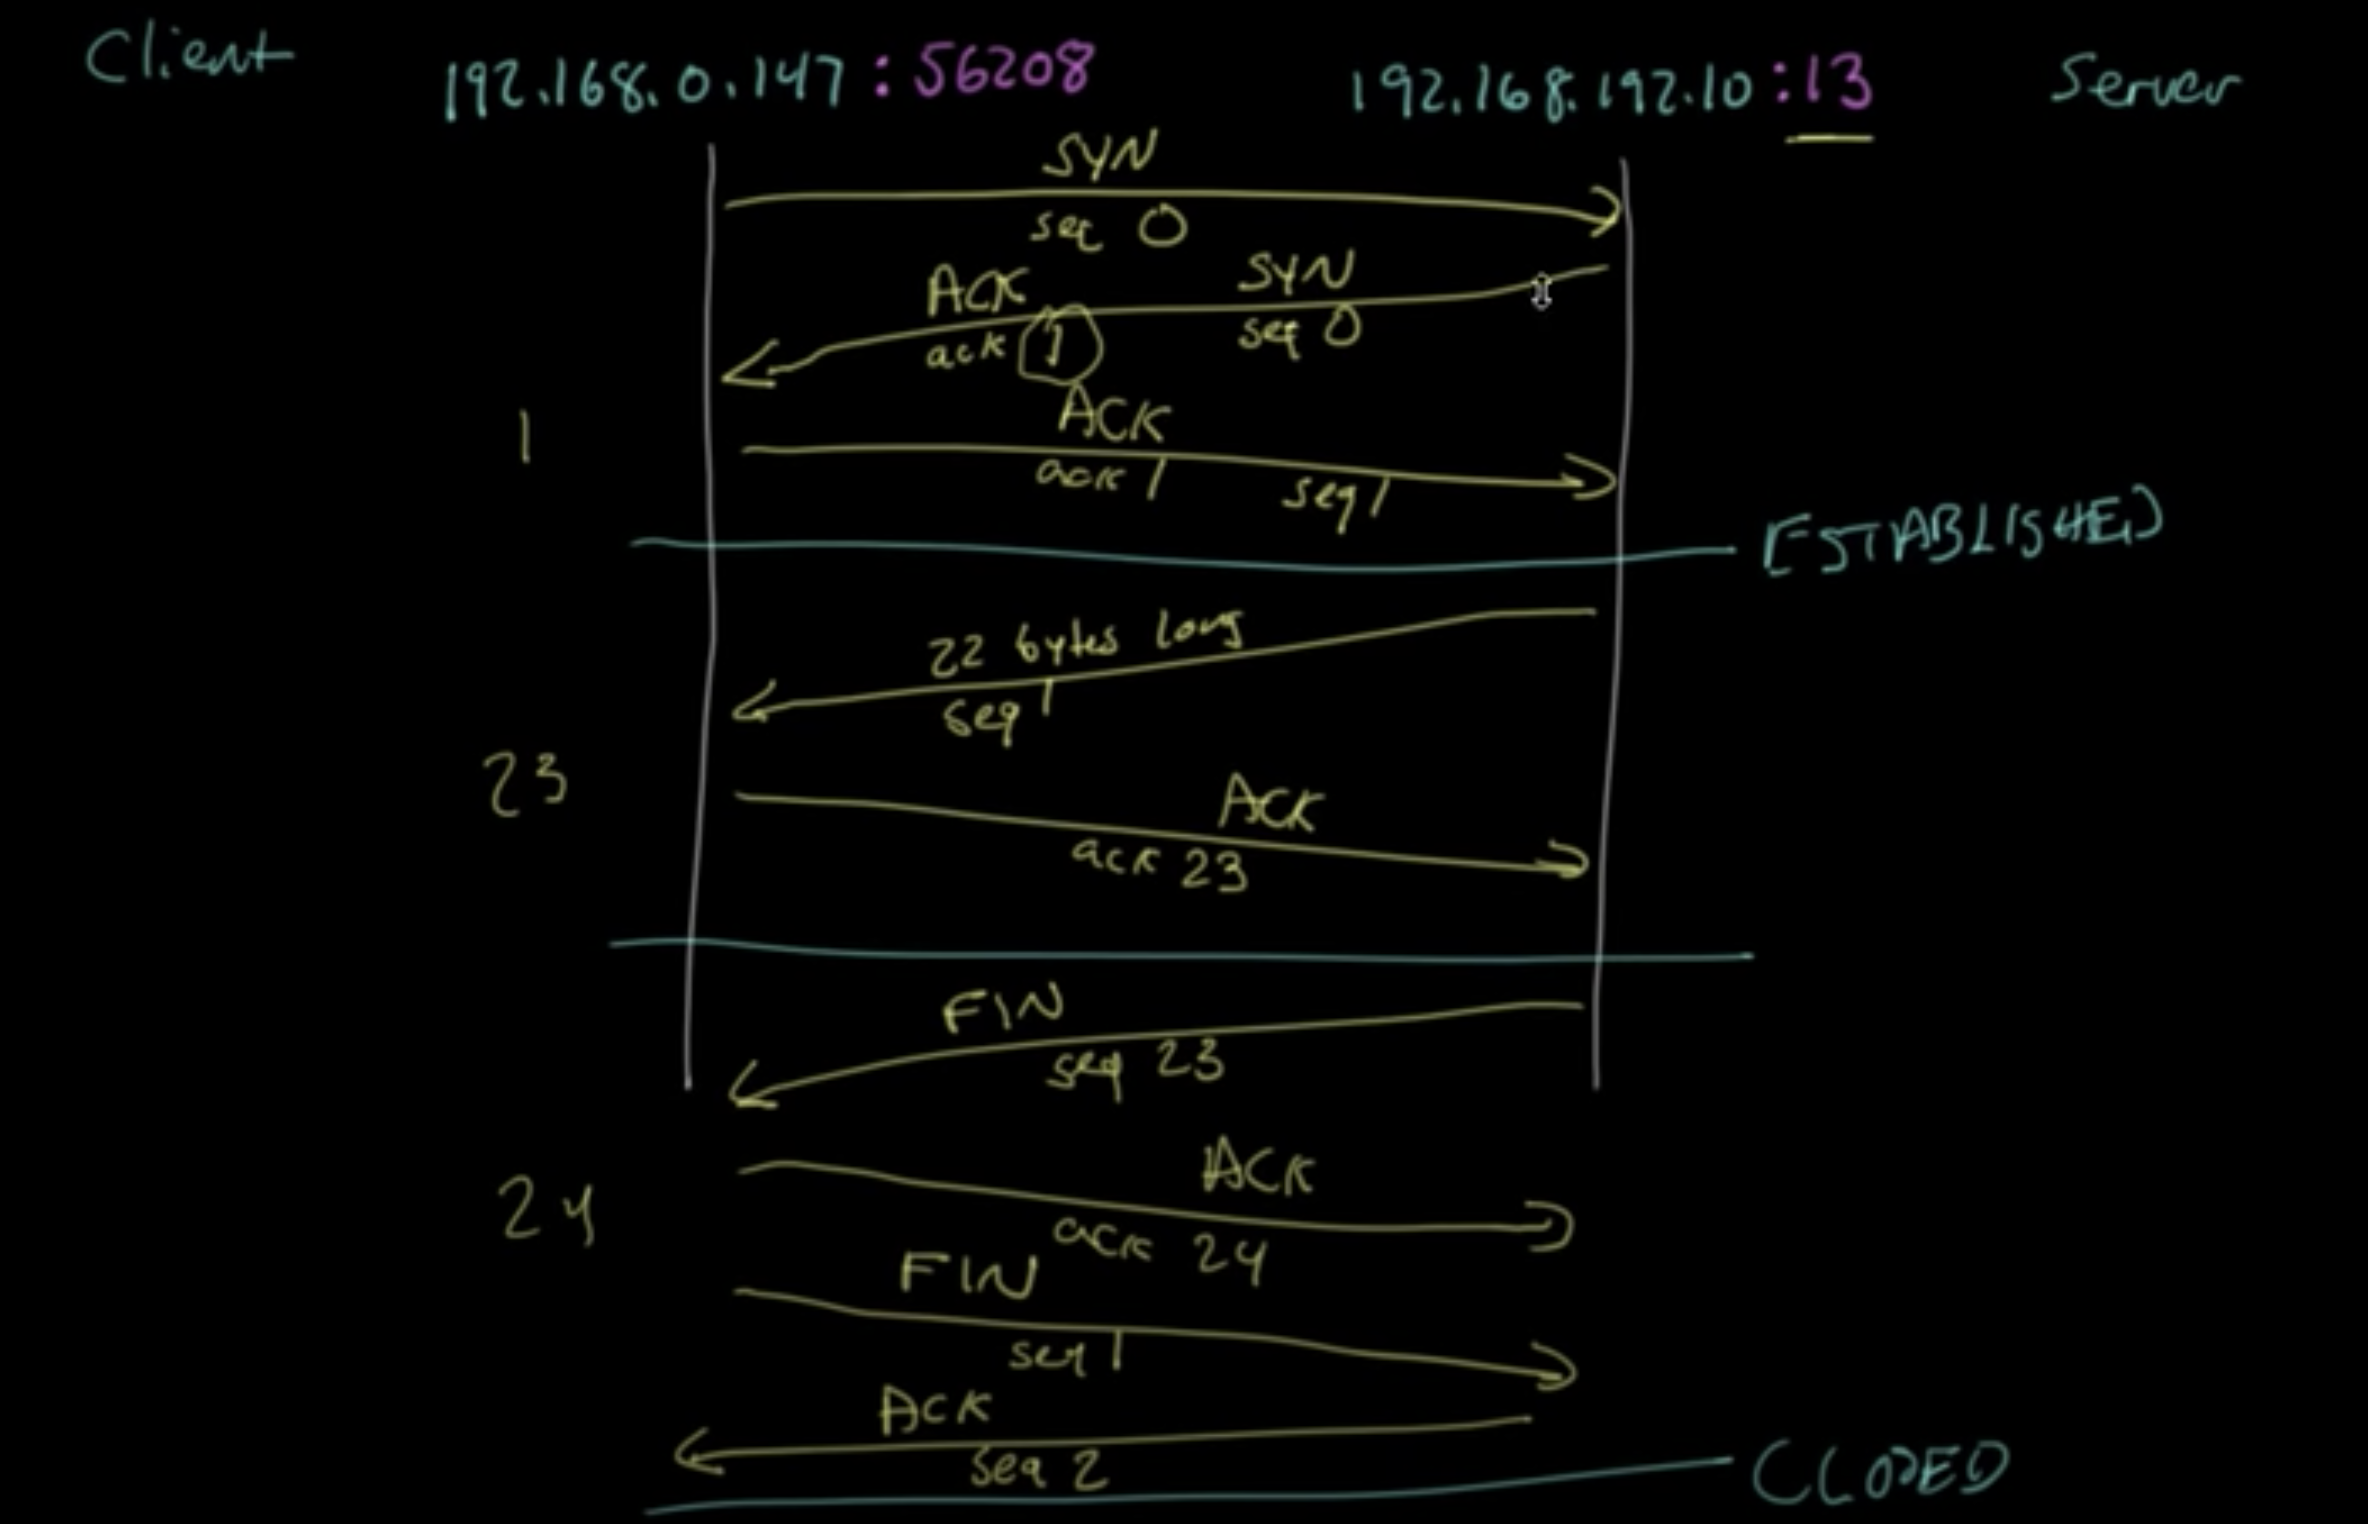 Client 192.168.0.147:56208 192.168.192.10:13 Server
SYN
seq 0
ACK SYN
ack 1 seq 0
1 ACK
ack 1 seq 1
ESTABLISHED
22 bytes long
seq 1
23 ACK
ack 23
FIN
seq 23
24 ACK
ack 24
FIN
seq 1
ACK
seq 2
CLOSED